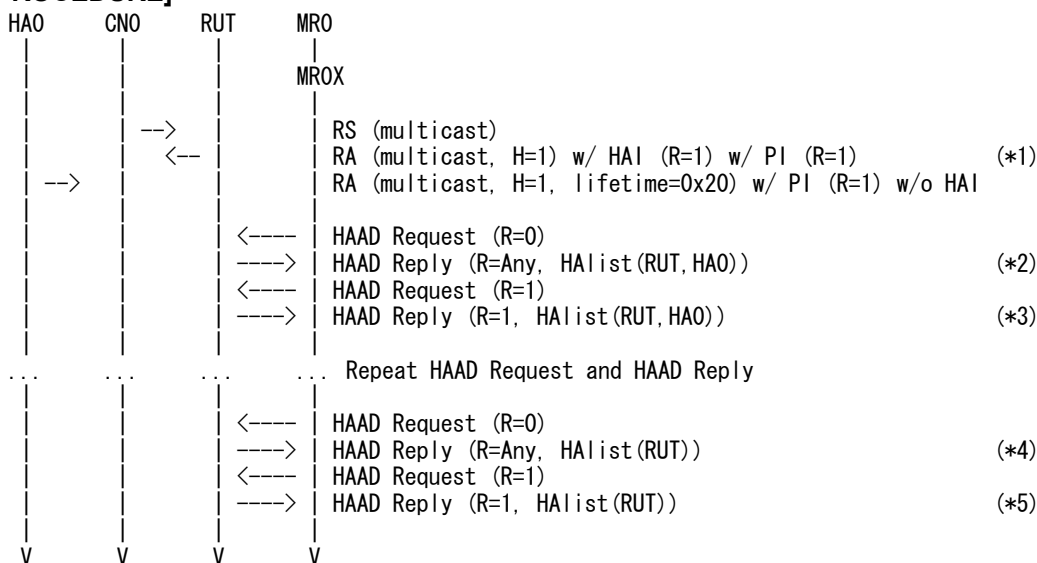 HA0 CN0 RUT MR0
| | | |
| | | MR0X
| | | |
| | --> | | RS (multicast)
| | <-- | | RA (multicast, H=1) w/ HAI (R=1) w/ PI (R=1) (*1)
| --> | | | RA (multicast, H=1, lifetime=0x20) w/ PI (R=1) w/o HAI
| | | |
| | | <---- | HAAD Request (R=0)
| | | ----> | HAAD Reply (R=Any, HAlist(RUT,HA0)) (*2)
| | | <---- | HAAD Request (R=1)
| | | ----> | HAAD Reply (R=1, HAlist(RUT,HA0)) (*3)
| | | |
... ... ... ... Repeat HAAD Request and HAAD Reply
| | | |
| | | <---- | HAAD Request (R=0)
| | | ----> | HAAD Reply (R=Any, HAlist(RUT)) (*4)
| | | <---- | HAAD Request (R=1)
| | | ----> | HAAD Reply (R=1, HAlist(RUT)) (*5)
| | | |
V V V V